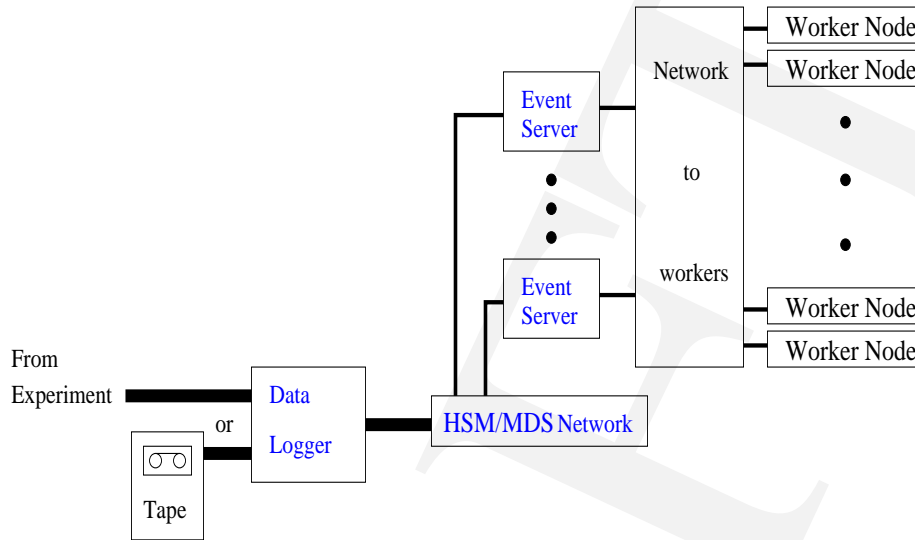 Worker Node
Worker Node
Network
to
workers
Event
Server
Event
Server
Worker Node
Worker Node
From
Experiment
or
Tape
Data
Logger
HSM/MDS Network